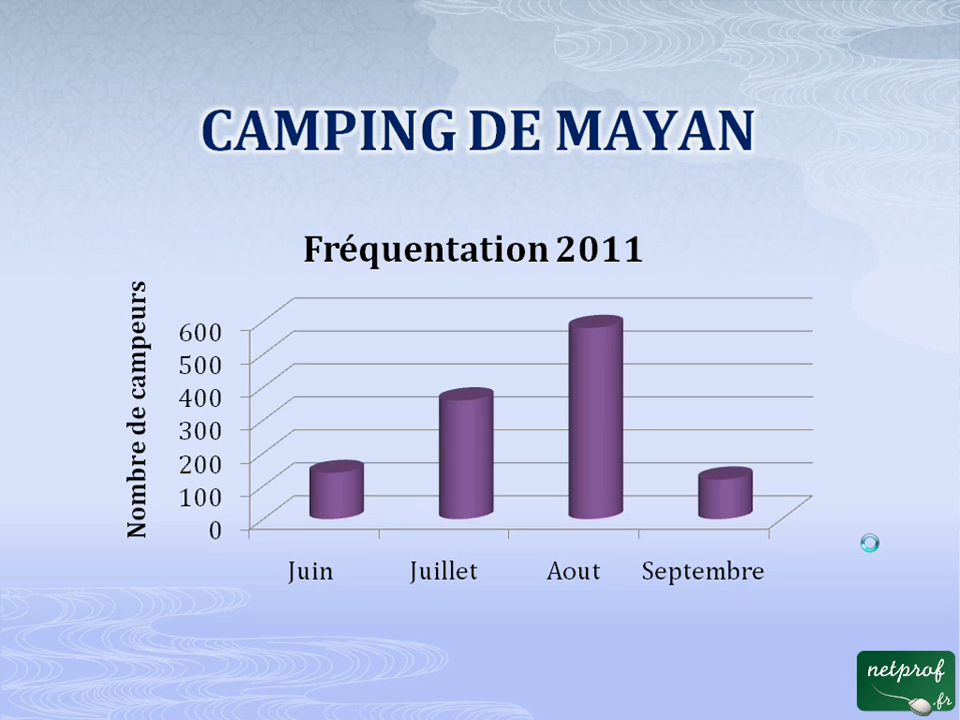 CAMPING DE MAYAN
Fréquentation 2011
Nombre de campeurs
600
500
400
300
200
100
0
Juin Juillet Aout Septembre
netprof
.fr